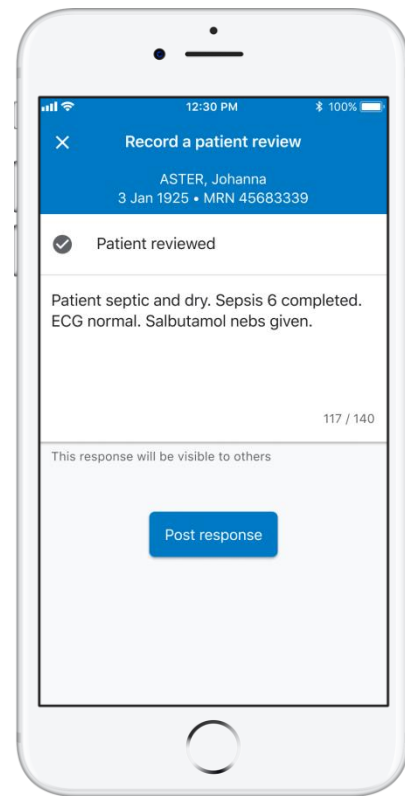 12:30 PM
100%
Record a patient review
ASTER, Johanna
3 Jan 1925 • MRN 45683339
Patient reviewed
Patient septic and dry. Sepsis 6 completed.
ECG normal. Salbutamol nebs given.
117 / 140
This response will be visible to others
Post response